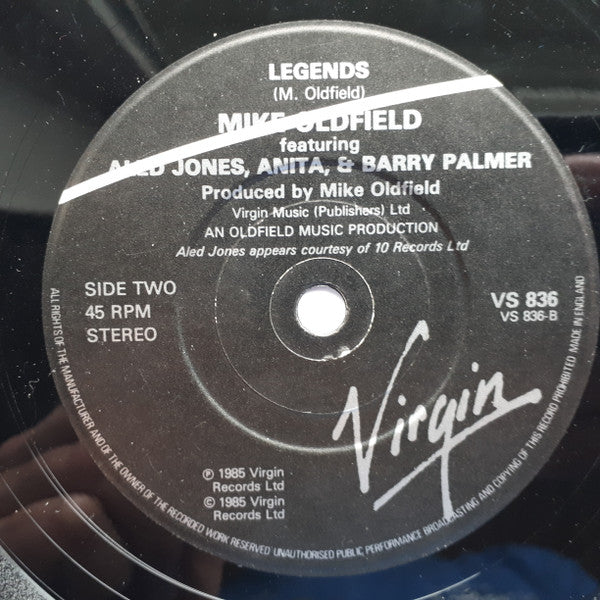 LEGENDS
(M. Oldfield)
MIKE OLDFIELD
featuring
ALED JONES, ANITA, & BARRY PALMER
Produced by Mike Oldfield
Virgin Music (Publishers) Ltd
AN OLDFIELD MUSIC PRODUCTION
Aled Jones appears courtesy of 10 Records Ltd
SIDE TWO
45 RPM
STEREO
VS 836
VS 836-B
Virgin
℗ 1985 Virgin
Records Ltd
© 1985 Virgin
Records Ltd
ALL RIGHTS OF THE MANUFACTURER AND OF THE OWNER OF THE RECORDED WORK RESERVED UNAUTHORISED PUBLIC PERFORMANCE BROADCASTING AND COPYING OF THIS RECORD PROHIBITED MADE IN ENGLAND